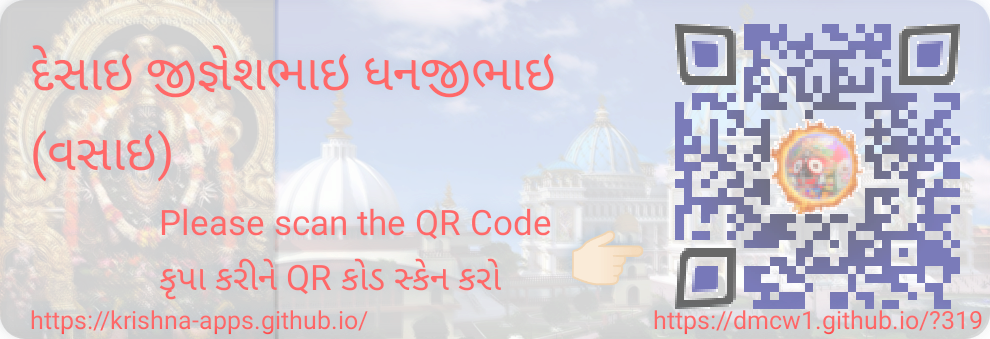 દેસાઇ જીજ્ઞેશભાઇ ધનજીભાઇ
(વસાઇ)
Please scan the QR Code
કૃપા કરીને QR કોડ સ્કેન કરો
https://krishna-apps.github.io/
https://dmcw1.github.io/?319